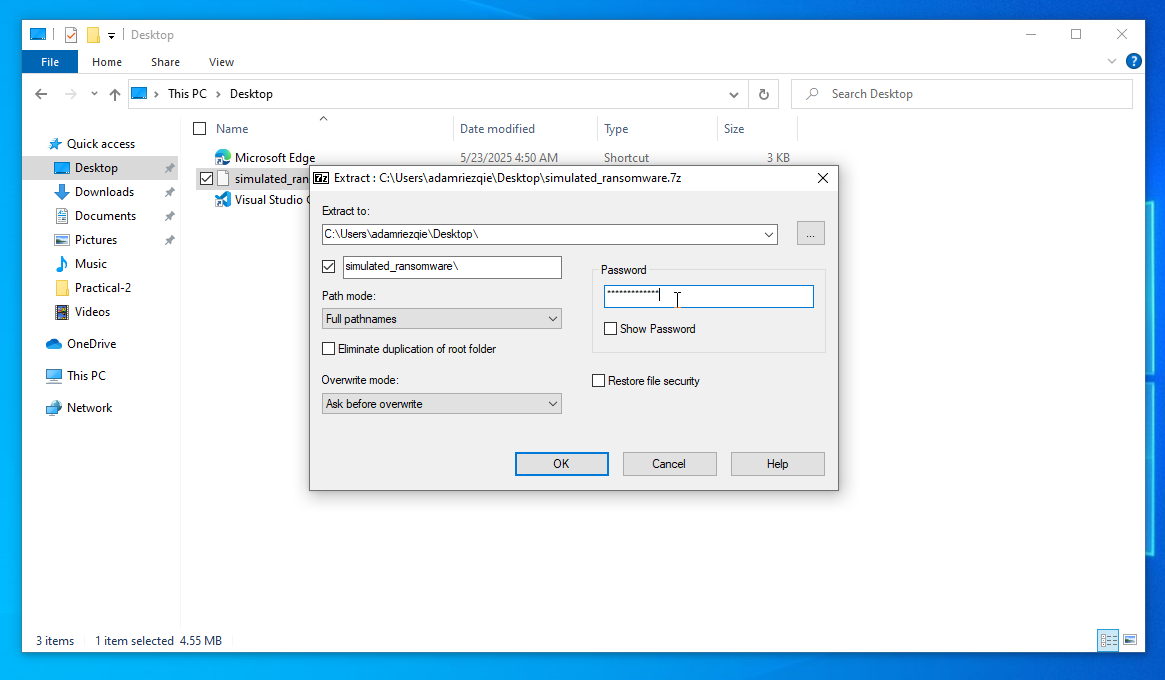 Desktop
File Home Share View
This PC Desktop
Search Desktop
Name Date modified Type Size
Quick access
Microsoft Edge 5/23/2025 4:50 AM Shortcut 3 KB
Desktop
simulated_ran
7z Extract : C:\Users\adamriezqie\Desktop\simulated_ransomware.7z
Downloads
Visual Studio C
Extract to:
Documents
C:\Users\adamriezqie\Desktop\
...
Pictures
Music
simulated_ransomware\
Password
Practical-2
Path mode:
*************
Videos
Full pathnames
Show Password
OneDrive
Eliminate duplication of root folder
This PC
Overwrite mode:
Restore file security
Network
Ask before overwrite
OK Cancel Help
3 items 1 item selected 4.55 MB